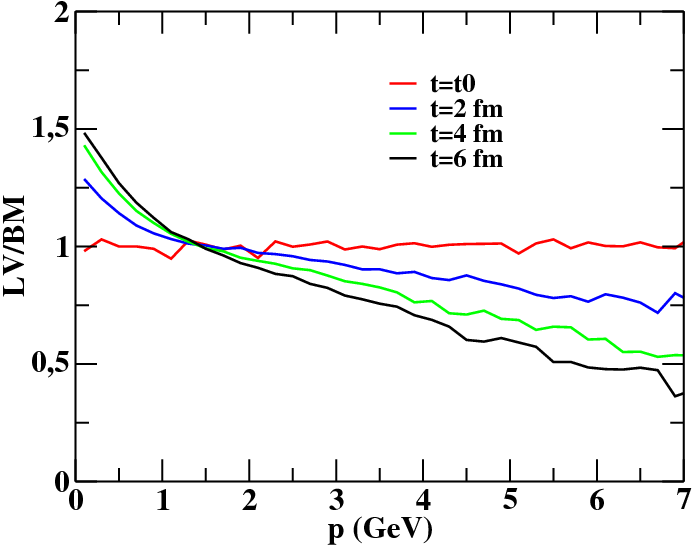 2
1,5
1
0,5
0
LV/BM
t=t0
t=2 fm
t=4 fm
t=6 fm
0 1 2 3 4 5 6 7
p (GeV)